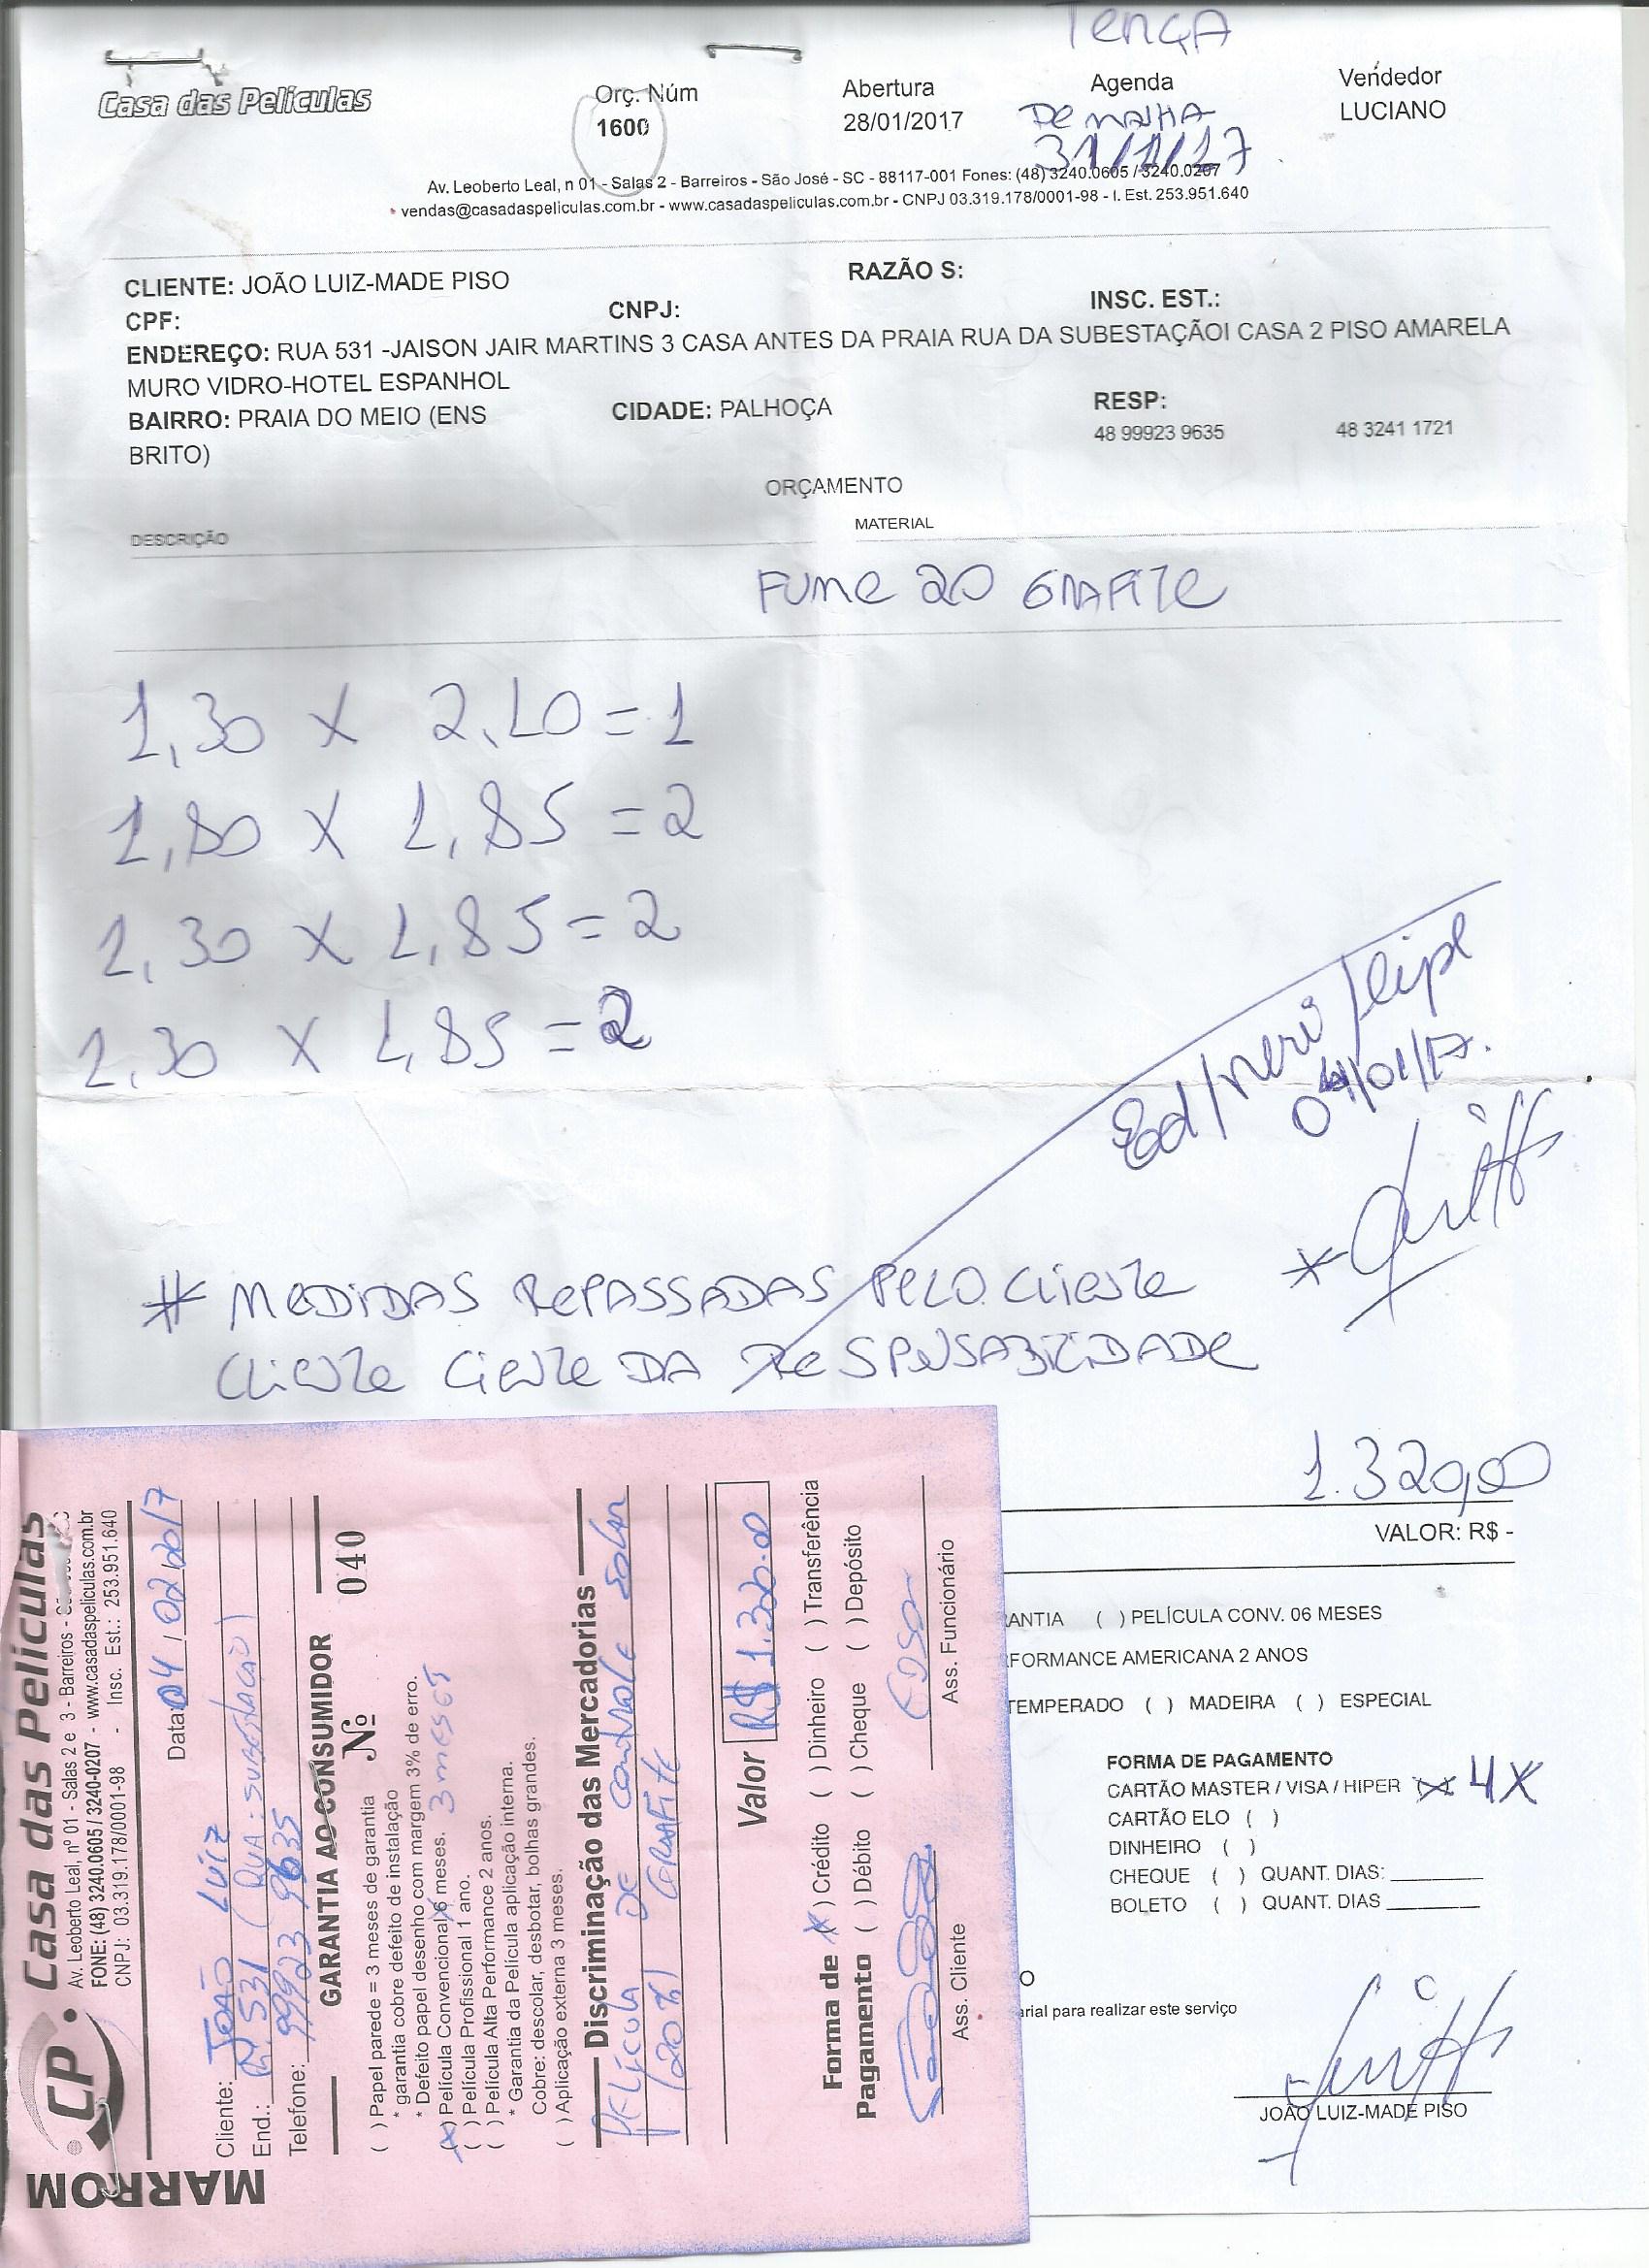 TERÇA
Casa das Películas
Orç. Núm
1600
Abertura
28/01/2017
Agenda
DE MANHA
31/1/17
Vendedor
LUCIANO
Av. Leoberto Leal, n 01 - Salas 2 - Barreiros - São José - SC - 88117-001 Fones: (48) 3240.0605 / 3240.0207
vendas@casadaspeliculas.com.br - www.casadaspeliculas.com.br - CNPJ 03.319.178/0001-98 - I. Est. 253.951.640
CLIENTE: JOÃO LUIZ-MADE PISO
RAZÃO S:
CPF:
CNPJ:
INSC. EST.:
ENDEREÇO: RUA 531 -JAISON JAIR MARTINS 3 CASA ANTES DA PRAIA RUA DA SUBESTAÇÃOI CASA 2 PISO AMARELA
MURO VIDRO-HOTEL ESPANHOL
BAIRRO: PRAIA DO MEIO (ENS
BRITO)
CIDADE: PALHOÇA
RESP:
48 99923 9635
48 3241 1721
ORÇAMENTO
DESCRIÇÃO
MATERIAL
FUME 20 GRAFITE
1,30 X 2,10 = 1
1,80 X 1,85 = 2
1,30 X 1,85 = 2
1,30 X 1,85 = 2
Ed/neri/
04/01/17.
# MEDIDAS REPASSADAS PELO CLIENTE
CLIENTE CIENTE DA RESPONSABILIDADE
1.320,00
VALOR: R$ -
RANTIA ( ) PELÍCULA CONV. 06 MESES
FORMANCE AMERICANA 2 ANOS
TEMPERADO ( ) MADEIRA ( ) ESPECIAL
FORMA DE PAGAMENTO
CARTÃO MASTER / VISA / HIPER (X) 4X
CARTÃO ELO ( )
DINHEIRO ( )
CHEQUE ( ) QUANT. DIAS:
BOLETO ( ) QUANT. DIAS
O
arial para realizar este serviço
JOÃO LUIZ-MADE PISO
MARROM
CP
Casa das Películas
Av. Leoberto Leal, nº 01 - Salas 2 e 3 - Barreiros -
FONE: (48) 3240.0605 / 3240-0207 - www.casadaspeliculas.com.br
CNPJ: 03.319.178/0001-98 - Insc. Est.: 253.951.640
Data: 04/02/2017
Cliente: JOÃO LUIZ
End.: R. 531 (RUA: SUBESTAÇÃO)
Telefone: 99923 9635
GARANTIA AO CONSUMIDOR
Nº 040
( ) Papel parede = 3 meses de garantia
* garantia cobre defeito de instalação
* Defeito papel desenho com margem 3% de erro.
(X) Película Convencional 6 meses. 3 MESES
( ) Película Profissional 1 ano.
( ) Película Alta Performance 2 anos.
* Garantia da Película aplicação interna.
Cobre: descolar, desbotar, bolhas grandes.
( ) Aplicação externa 3 meses.
Discriminação das Mercadorias
PELÍCULA DE CONTROLE SOLAR
(20%) GRAFITE
Valor R$ 1.320.00
Forma de Pagamento
(X) Crédito ( ) Dinheiro ( ) Transferência
( ) Débito ( ) Cheque ( ) Depósito
EDSON
Ass. Cliente
Ass. Funcionário